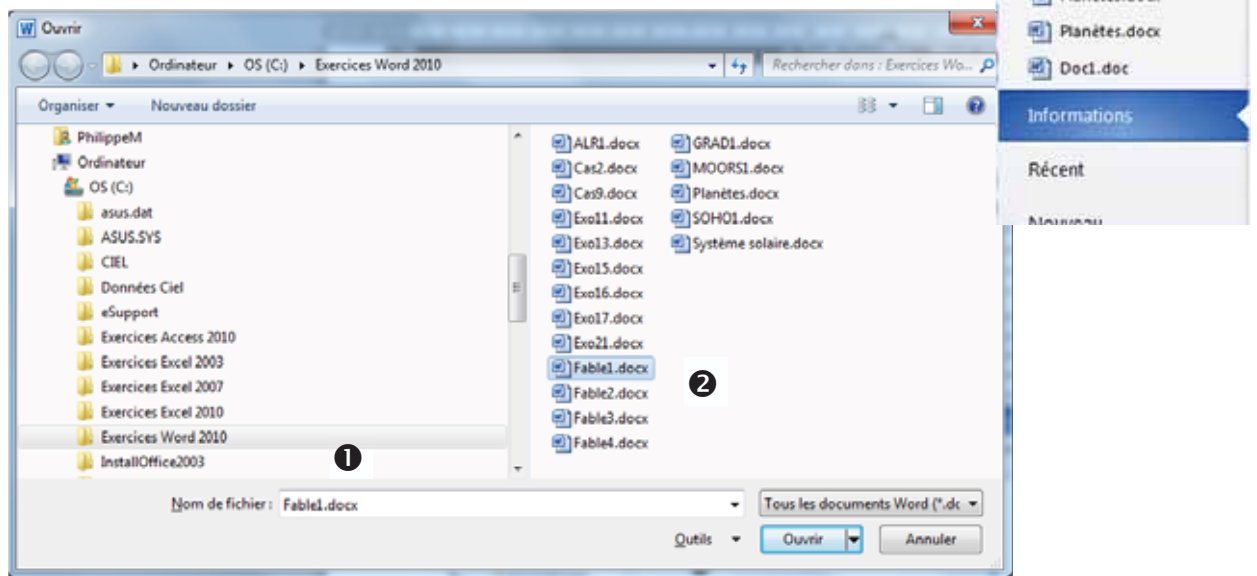 Ouvrir
Ordinateur ▸ OS (C:) ▸ Exercices Word 2010
Rechercher dans : Exercices Wo...
Organiser
Nouveau dossier
PhilippeM
Ordinateur
OS (C:)
asus.dat
ASUS.SYS
CIEL
Données Ciel
eSupport
Exercices Access 2010
Exercices Excel 2003
Exercices Excel 2007
Exercices Excel 2010
Exercices Word 2010
InstallOffice2003
❶
ALR1.docx
Cas2.docx
Cas9.docx
Exo11.docx
Exo13.docx
Exo15.docx
Exo16.docx
Exo17.docx
Exo21.docx
Fable1.docx
Fable2.docx
Fable3.docx
Fable4.docx
GRAD1.docx
MOORS1.docx
Planètes.docx
SOHO1.docx
Système solaire.docx
❷
Nom de fichier : Fable1.docx
Tous les documents Word (*.dc
Outils
Ouvrir
Annuler
Planètes.docx
Doc1.doc
Informations
Récent
Nouveau